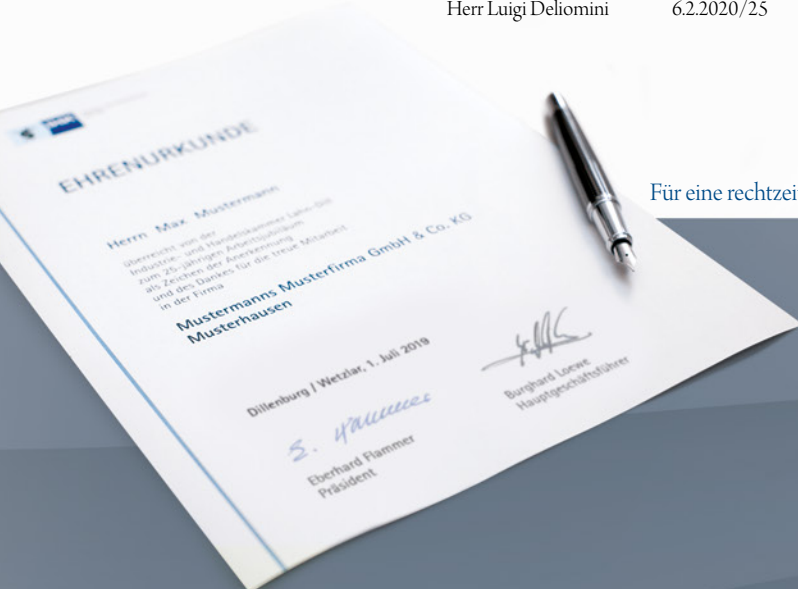 Herr Luigi Deliomini 6.2.2020/25
Für eine rechtzei
IHK
EHRENURKUNDE
Herrn Max Mustermann
überreicht von der
Industrie- und Handelskammer Lahn-Dill
zum 25-jährigen Arbeitsjubiläum
als Zeichen der Anerkennung
und des Dankes für die treue Mitarbeit
in der Firma
Mustermanns Musterfirma GmbH & Co. KG
Musterhausen
Dillenburg / Wetzlar, 1. Juli 2019
Eberhard Flammer
Präsident
Burghard Loewe
Hauptgeschäftsführer